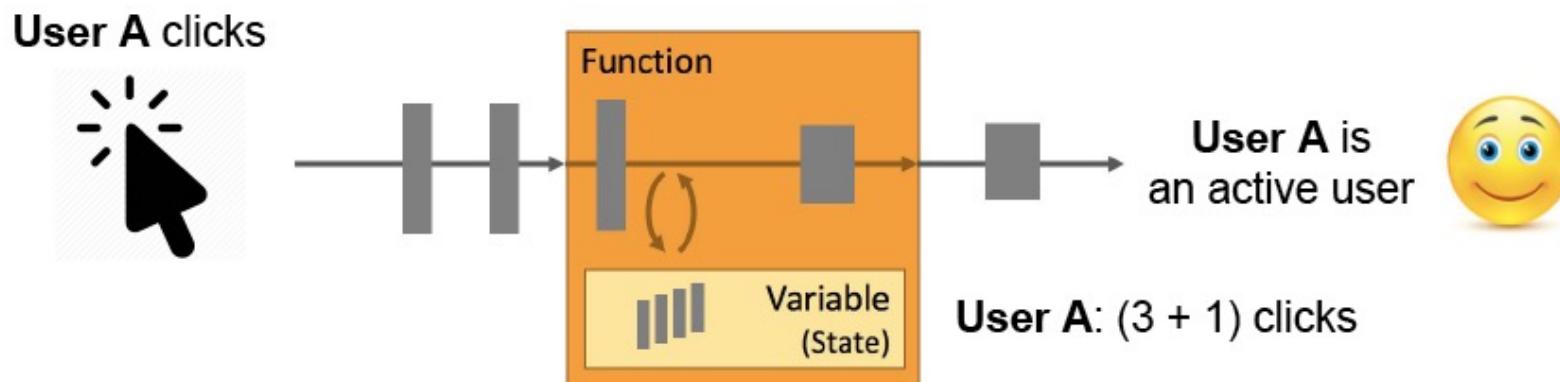 User A clicks
Function
Variable
(State)
User A is
an active user
User A: (3 + 1) clicks